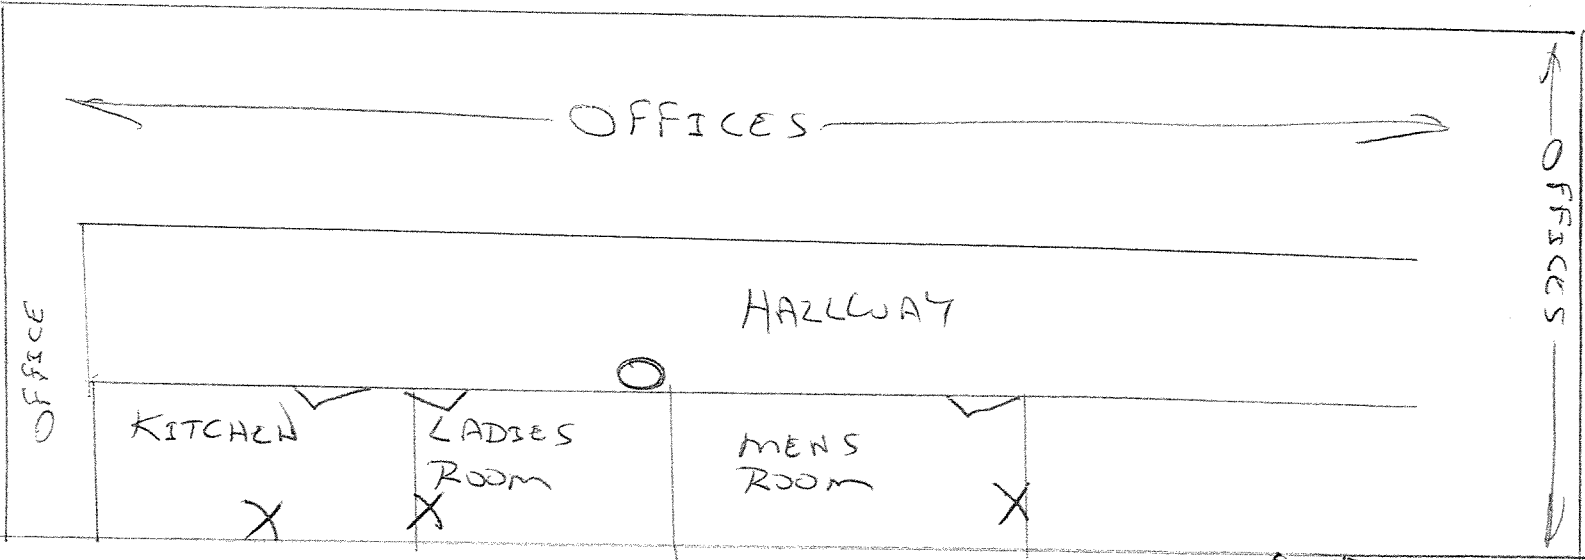 OFFICES
OFFICES
HALLWAY
OFFICE
KITCHEN
LADIES
ROOM
MENS
ROOM
X
X
X